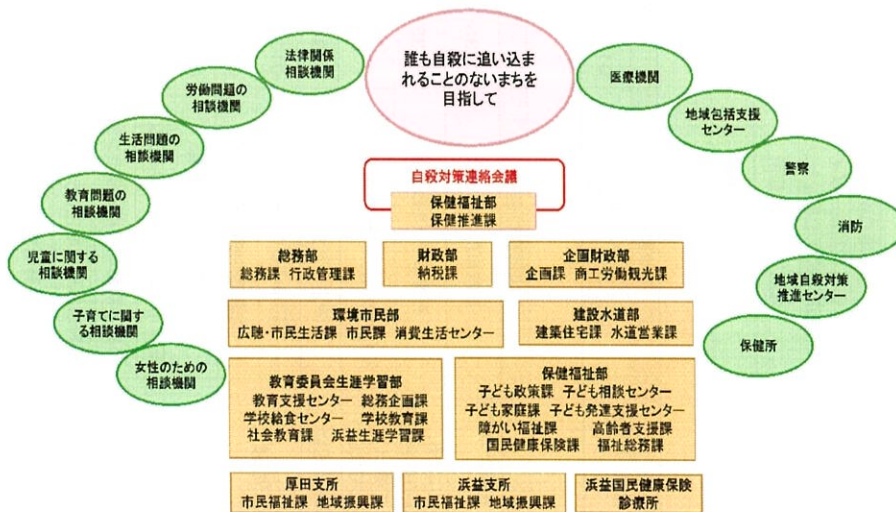 誰も自殺に追い込ま
れることのないまちを
目指して
法律関係
相談機関
労働問題の
相談機関
生活問題の
相談機関
教育問題の
相談機関
児童に関する
相談機関
子育てに関す
る相談機関
女性のための
相談機関
医療機関
地域包括支援
センター
警察
消防
地域自殺対策
推進センター
保健所
自殺対策連絡会議
保健福祉部
保健推進課
総務部
総務課 行政管理課
財政部
納税課
企画財政部
企画課 商工労働観光課
環境市民部
広聴・市民生活課 市民課 消費生活センター
建設水道部
建築住宅課 水道営業課
教育委員会生涯学習部
教育支援センター 総務企画課
学校給食センター 学校教育課
社会教育課 浜益生涯学習課
保健福祉部
子ども政策課 子ども相談センター
子ども家庭課 子ども発達支援センター
障がい福祉課 高齢者支援課
国民健康保険課 福祉総務課
厚田支所
市民福祉課 地域振興課
浜益支所
市民福祉課 地域振興課
浜益国民健康保険
診療所